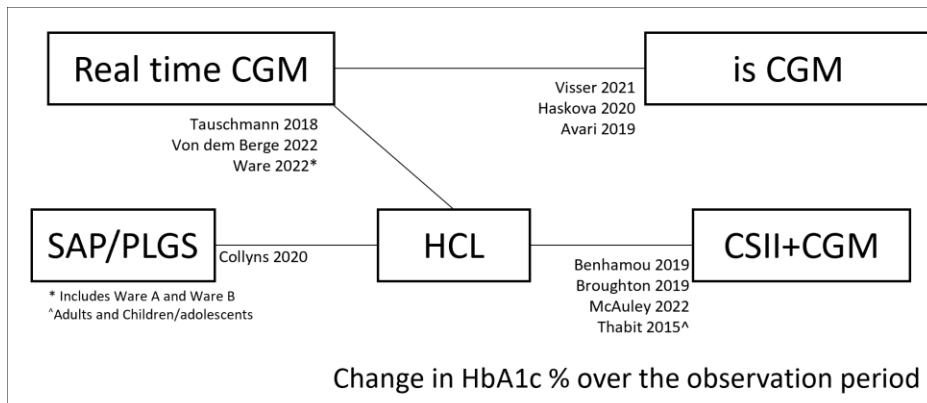 Real time CGM
is CGM
Visser 2021
Haskova 2020
Avari 2019
Tauschmann 2018
Von dem Berge 2022
Ware 2022*
SAP/PLGS
Collyns 2020
HCL
CSII+CGM
Benhamou 2019
Broughton 2019
McAuley 2022
Thabit 2015^
* Includes Ware A and Ware B
^Adults and Children/adolescents
Change in HbA1c % over the observation period